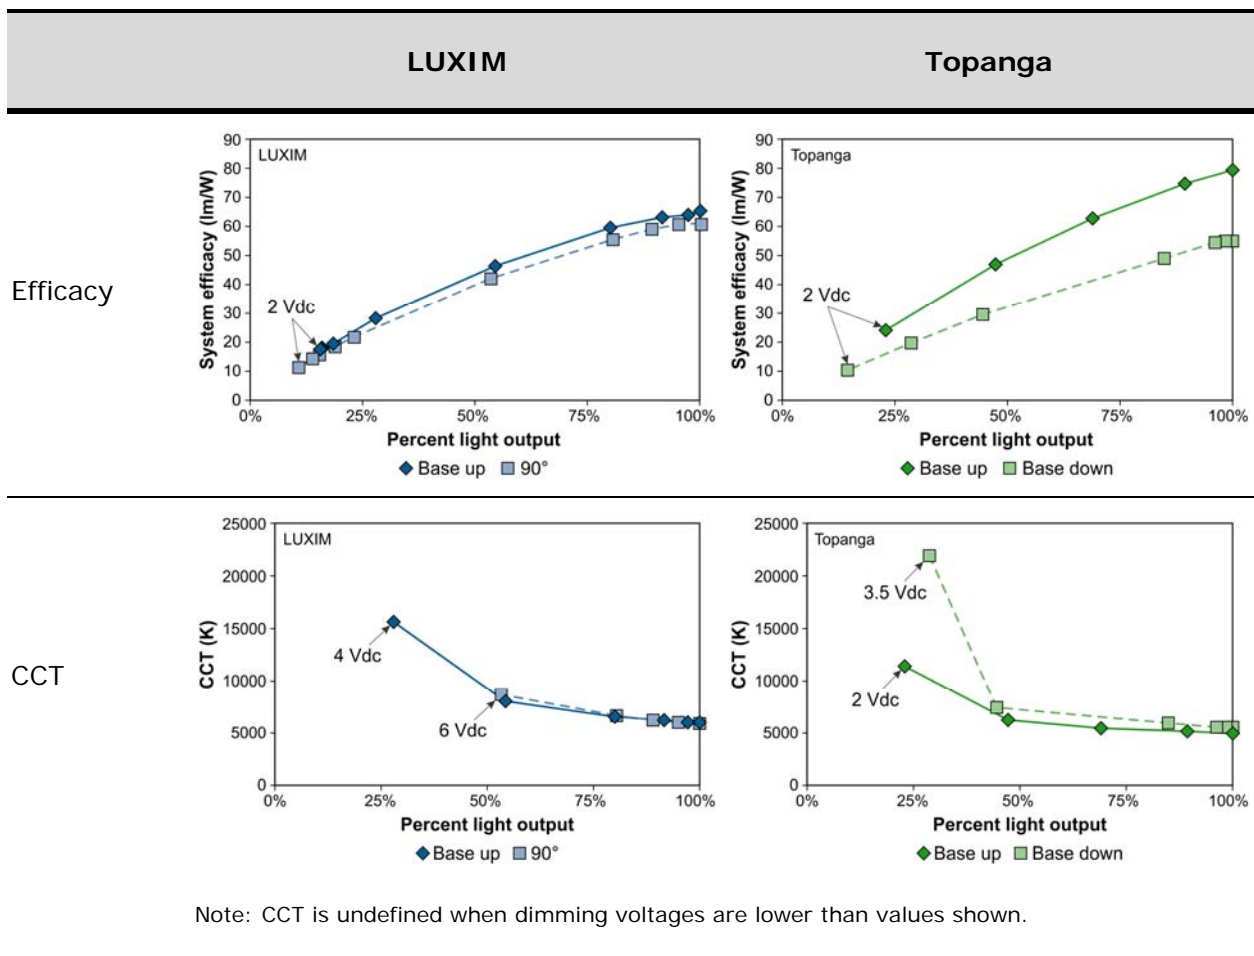 LUXIM Topanga
Efficacy
LUXIM
System efficacy (lm/W)
90
80
70
60
50
40
30
20
10
0
2 Vdc
0% 25% 50% 75% 100%
Percent light output
Base up 90°
Topanga
System efficacy (lm/W)
90
80
70
60
50
40
30
20
10
0
2 Vdc
0% 25% 50% 75% 100%
Percent light output
Base up Base down
CCT
LUXIM
CCT (K)
25000
20000
15000
10000
5000
0
4 Vdc
6 Vdc
0% 25% 50% 75% 100%
Percent light output
Base up 90°
Topanga
CCT (K)
25000
20000
15000
10000
5000
0
3.5 Vdc
2 Vdc
0% 25% 50% 75% 100%
Percent light output
Base up Base down
Note: CCT is undefined when dimming voltages are lower than values shown.